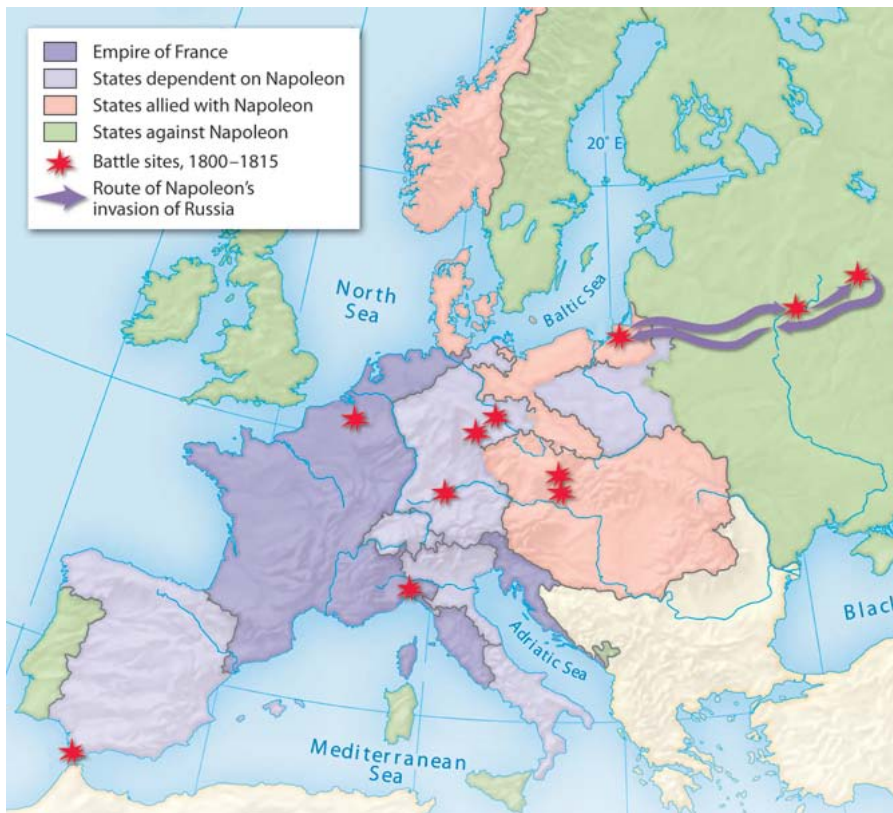 Empire of France
States dependent on Napoleon
States allied with Napoleon
States against Napoleon
Battle sites, 1800–1815
Route of Napoleon's
invasion of Russia
20° E
North
Sea
Baltic Sea
Adriatic Sea
Black
Mediterranean
Sea